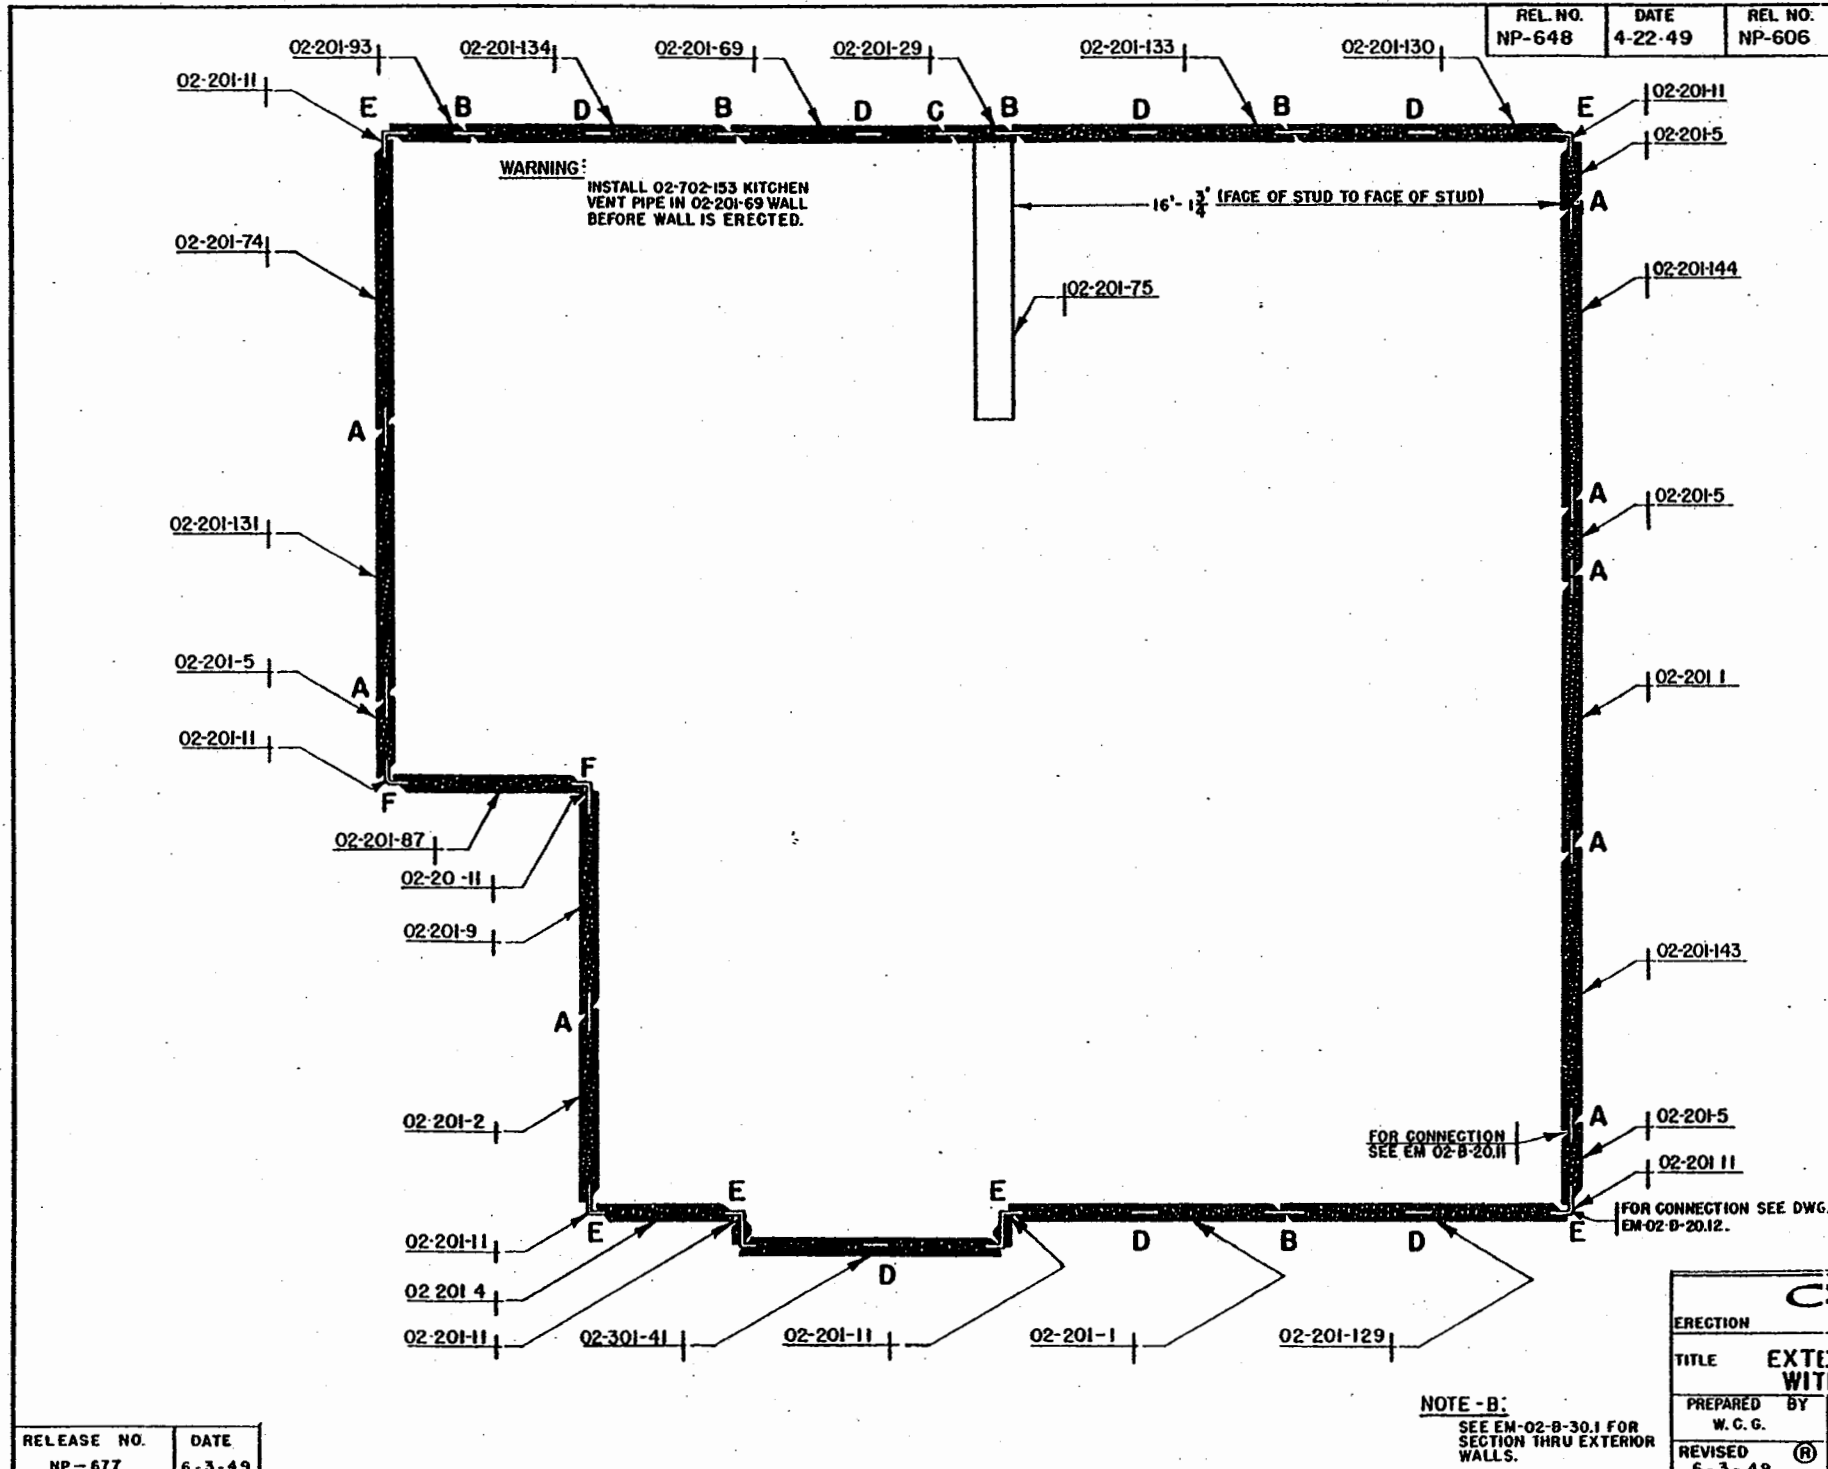 REL. NO. DATE REL NO.
NP-648 4-22-49 NP-606
02-201-93 02-201-134 02-201-69 02-201-29 02-201-133 02-201-130
02-201-11 02-201-11
E B D B D C B D B D E
02-201-5
WARNING:
INSTALL 02-702-153 KITCHEN
VENT PIPE IN 02-201-69 WALL
BEFORE WALL IS ERECTED.
16'-1 3/4" (FACE OF STUD TO FACE OF STUD)
A
02-201-74
02-201-144
02-201-75
A
A
02-201-5
02-201-131
A
02-201-5
A
02-201 1
02-201-11
F
F
02-201-87
A
02-20 -11
02-201-9
02-201-143
A
02-201-2
A
02-201-5
FOR CONNECTION
SEE EM 02-B-20.11
02-201 11
E E
FOR CONNECTION SEE DWG.
EM-02-B-20.12.
02-201-11
E
D B D E
D
02 201 4
02-201-11 02-301-41 02-201-11 02-201-1 02-201-129
ERECTION
TITLE
PREPARED BY
W. C. G.
REVISED R
6-3-49
NOTE - B:
SEE EM-02-B-30.1 FOR
SECTION THRU EXTERIOR
WALLS.
RELEASE NO. DATE
NP-677 6-3-49